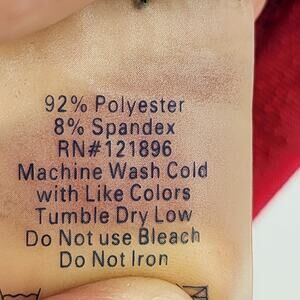 92% Polyester
8% Spandex
RN#121896
Machine Wash Cold
with Like Colors
Tumble Dry Low
Do Not use Bleach
Do Not Iron